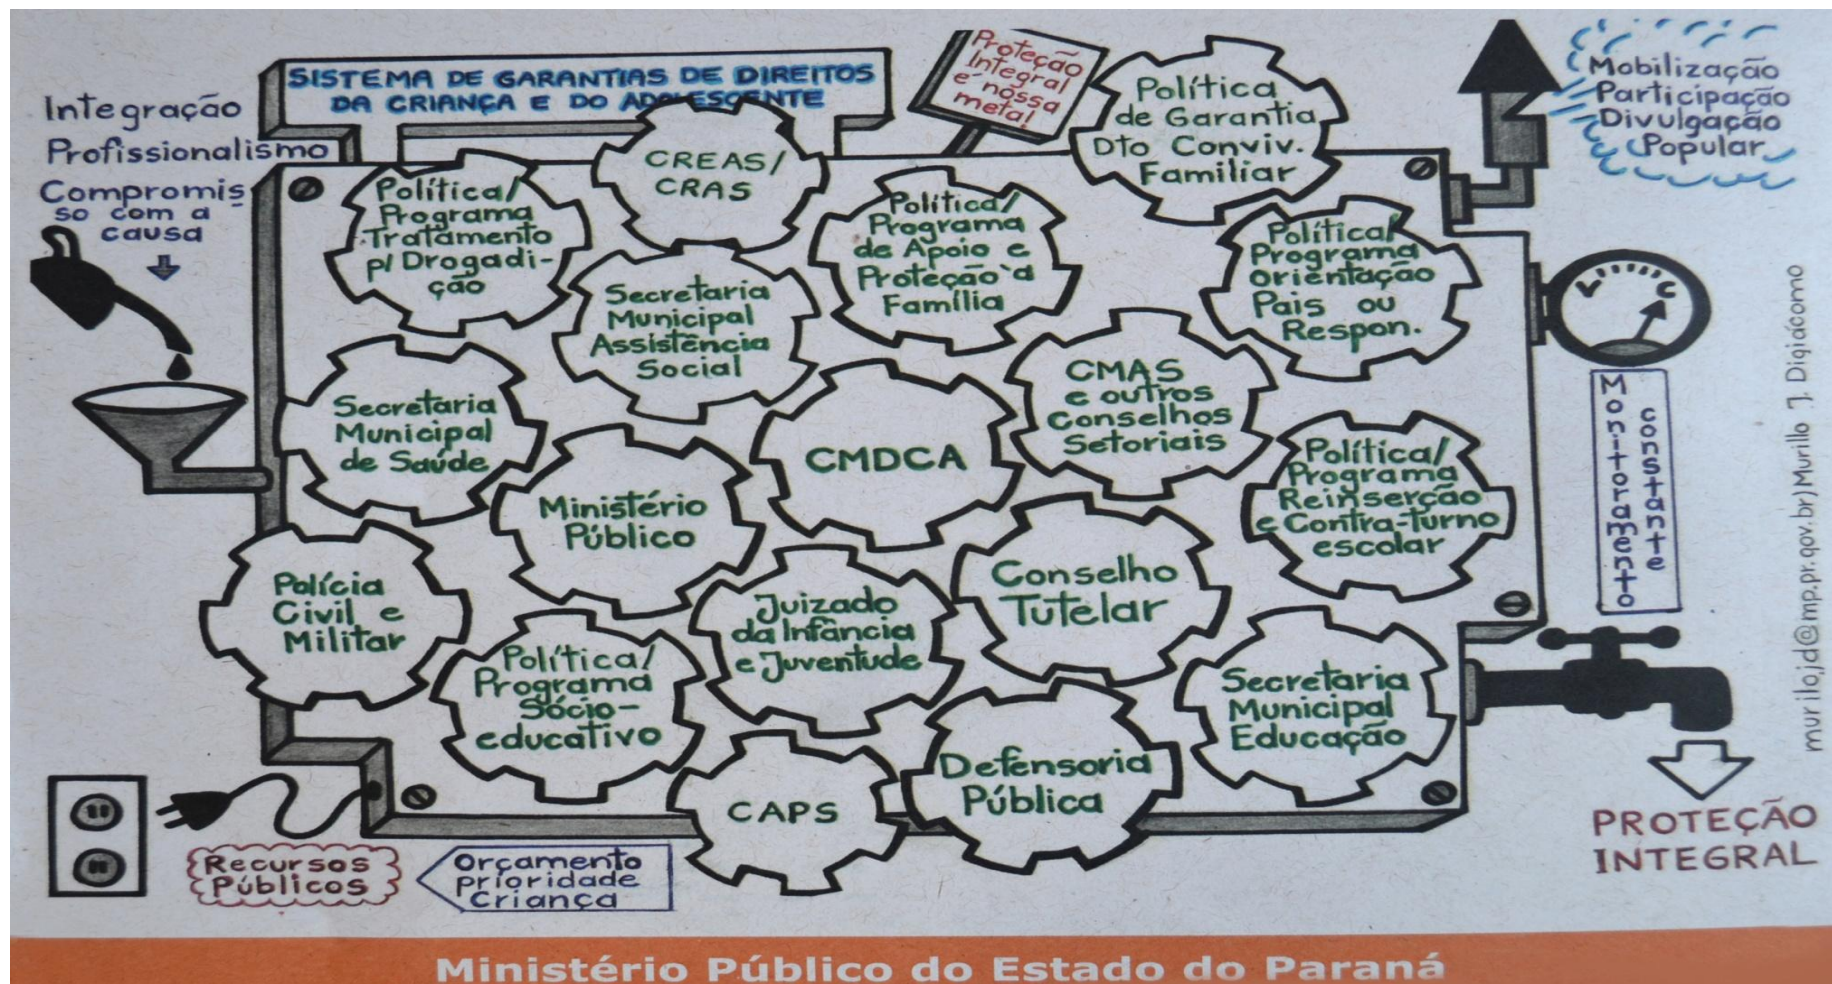 SISTEMA DE GARANTIAS DE DIREITOS
DA CRIANÇA E DO ADOLESCENTE
Proteção
Integral
é nossa
meta!
Integração
Profissionalismo
Compromis
so com a
causa
Política
de Garantia
Dto Conviv.
Familiar
Mobilização
Participação
Divulgação
Popular
CREAS/
CRAS
Política/
Programa
Tratamento
p/ Drogadi-
ção
Política/
Programa
de Apoio e
Proteção à
Família
Política/
Programa
Orientação
Pais ou
Respon.
Secretaria
Municipal
Assistência
Social
CMAS
e outros
Conselhos
Setoriais
Secretaria
Municipal
de Saúde
CMDCA
Ministério
Público
Política/
Programa
Reinserção
e Contra-turno
escolar
Monitoramento
constante
Polícia
Civil e
Militar
Conselho
Tutelar
Juizado
da Infância
e Juventude
Política/
Programa
Sócio-
educativo
Secretaria
Municipal
Educação
Defensoria
Pública
CAPS
PROTEÇÃO
INTEGRAL
Recursos
Públicos
Orçamento
prioridade
Criança
murilojd@mp.pr.gov.br)Murillo J. Digiácomo
Ministério Público do Estado do Paraná